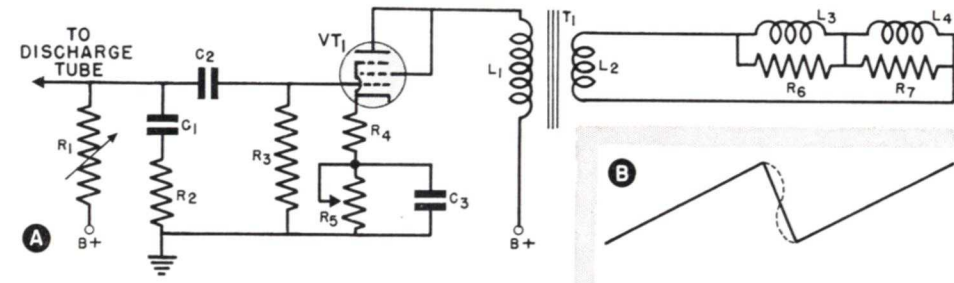 TO
DISCHARGE
TUBE
C2
VT1
R1
C1
R2
R3
R4
R5
C3
B+
A
L1
B+
T1
L2
L3
L4
R6
R7
B